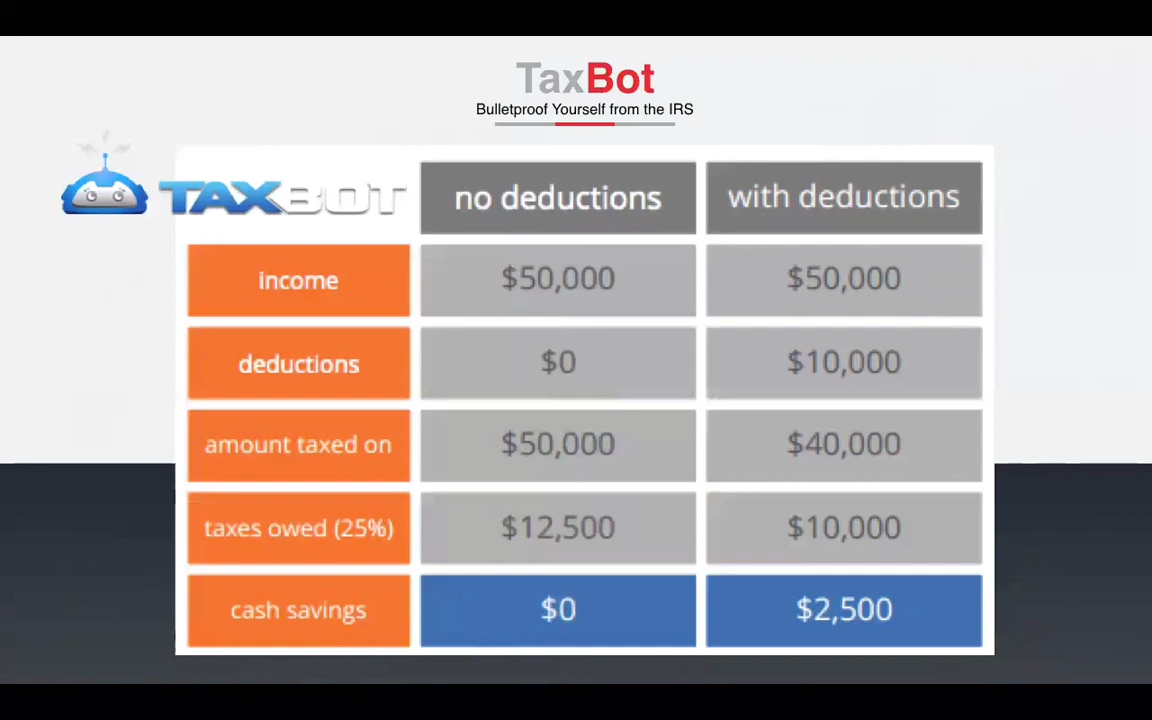 TaxBot
Bulletproof Yourself from the IRS
TAXBOT no deductions with deductions
income $50,000 $50,000
deductions $0 $10,000
amount taxed on $50,000 $40,000
taxes owed (25%) $12,500 $10,000
cash savings $0 $2,500